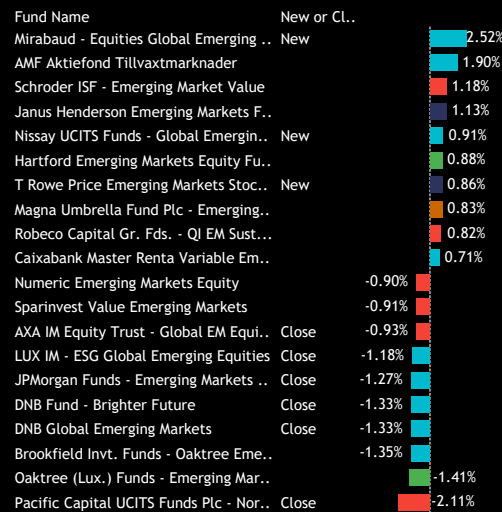 Fund Name New or Cl..
Mirabaud - Equities Global Emerging .. New 2.52%
AMF Aktiefond Tillvaxtmarknader 1.90%
Schroder ISF - Emerging Market Value 1.18%
Janus Henderson Emerging Markets F.. 1.13%
Nissay UCITS Funds - Global Emergin.. New 0.91%
Hartford Emerging Markets Equity Fu.. 0.88%
T Rowe Price Emerging Markets Stoc.. New 0.86%
Magna Umbrella Fund Plc - Emerging.. 0.83%
Robeco Capital Gr. Fds. - QI EM Sust... 0.82%
Caixabank Master Renta Variable Em.. 0.71%
Numeric Emerging Markets Equity -0.90%
Sparinvest Value Emerging Markets -0.91%
AXA IM Equity Trust - Global EM Equi.. Close -0.93%
LUX IM - ESG Global Emerging Equities Close -1.18%
JPMorgan Funds - Emerging Markets .. Close -1.27%
DNB Fund - Brighter Future Close -1.33%
DNB Global Emerging Markets Close -1.33%
Brookfield Invt. Funds - Oaktree Eme.. -1.35%
Oaktree (Lux.) Funds - Emerging Mar.. -1.41%
Pacific Capital UCITS Funds Plc - Nor.. Close -2.11%